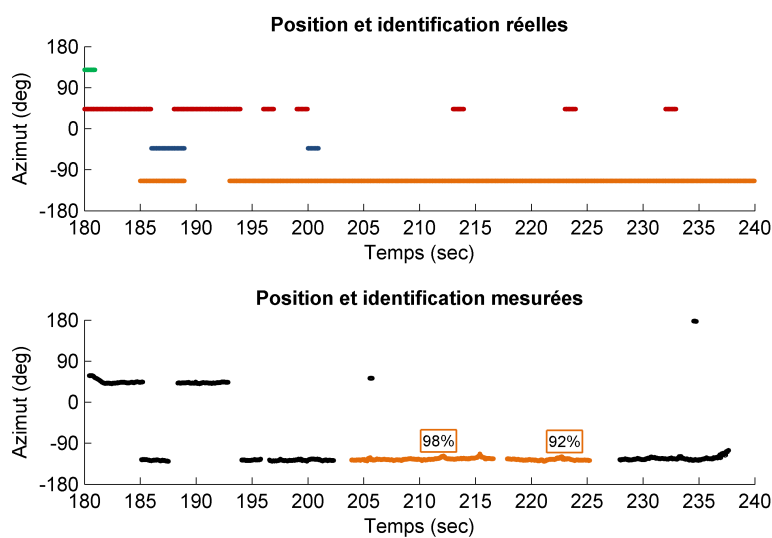 Position et identification réelles
180
90
0
-90
-180
Azimut (deg)
180 185 190 195 200 205 210 215 220 225 230 235 240
Temps (sec)
Position et identification mesurées
180
90
0
-90
-180
Azimut (deg)
98% 92%
180 185 190 195 200 205 210 215 220 225 230 235 240
Temps (sec)